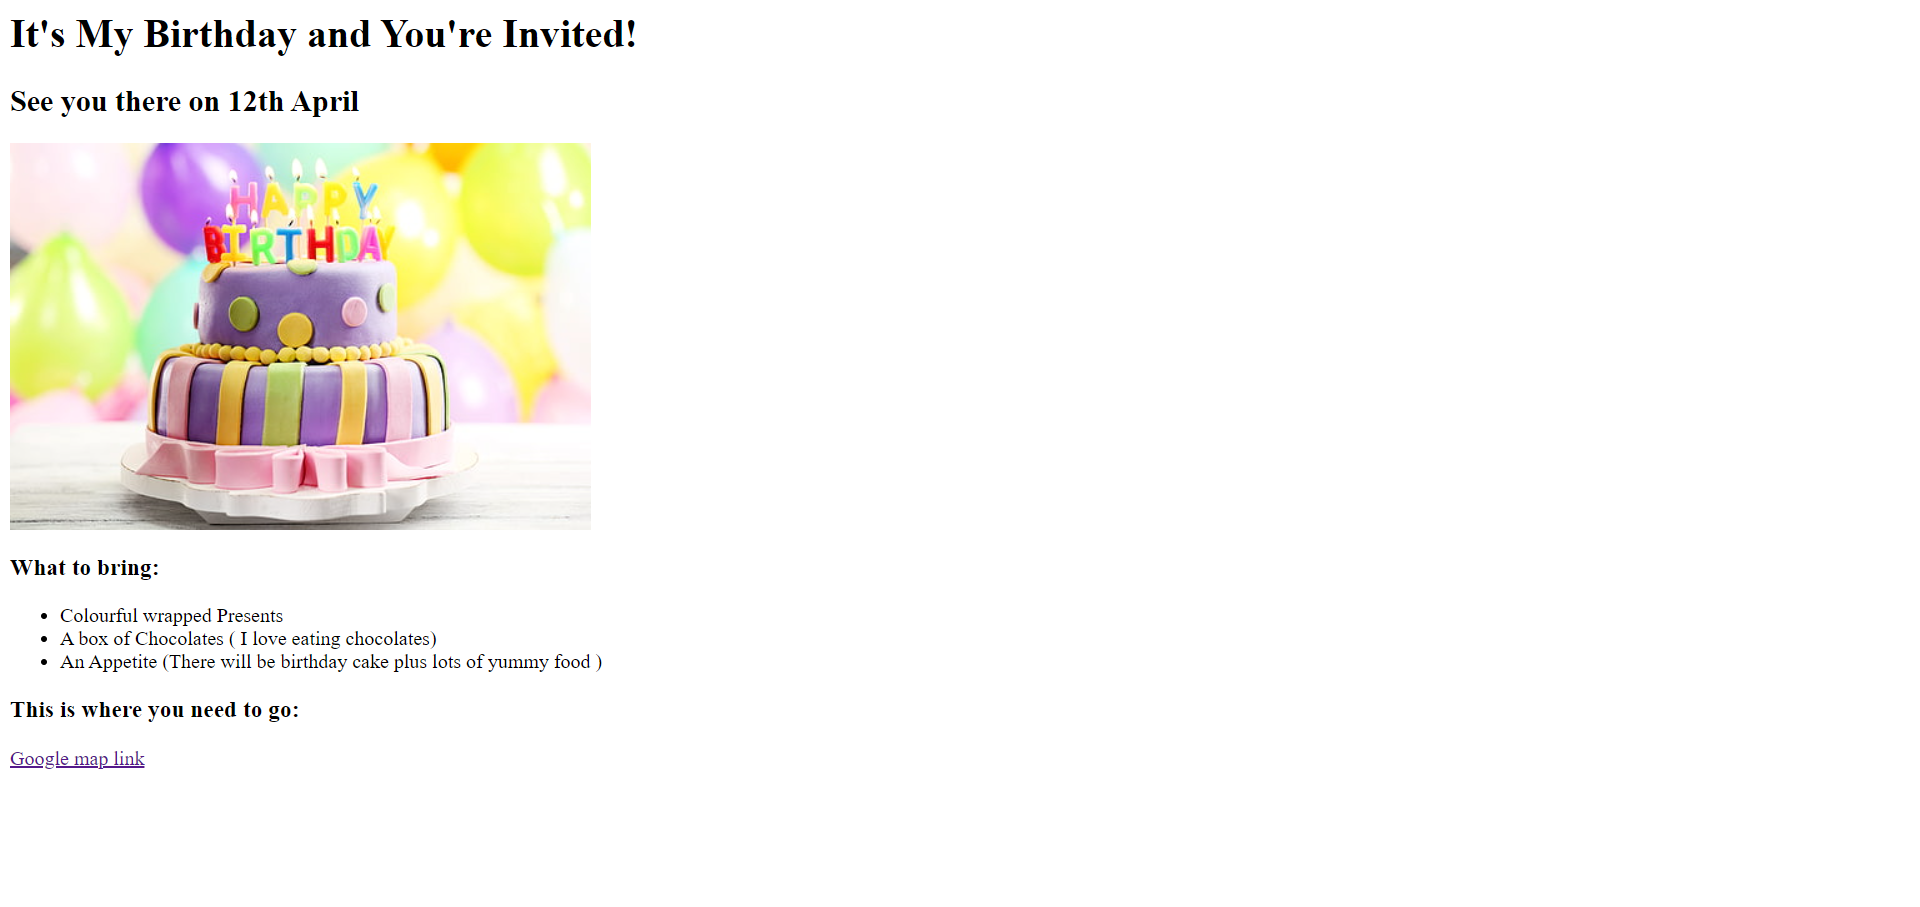 It's My Birthday and You're Invited!
See you there on 12th April
HAPPY
BIRTHDAY
What to bring:
Colourful wrapped Presents
A box of Chocolates ( I love eating chocolates)
An Appetite (There will be birthday cake plus lots of yummy food )
This is where you need to go:
Google map link